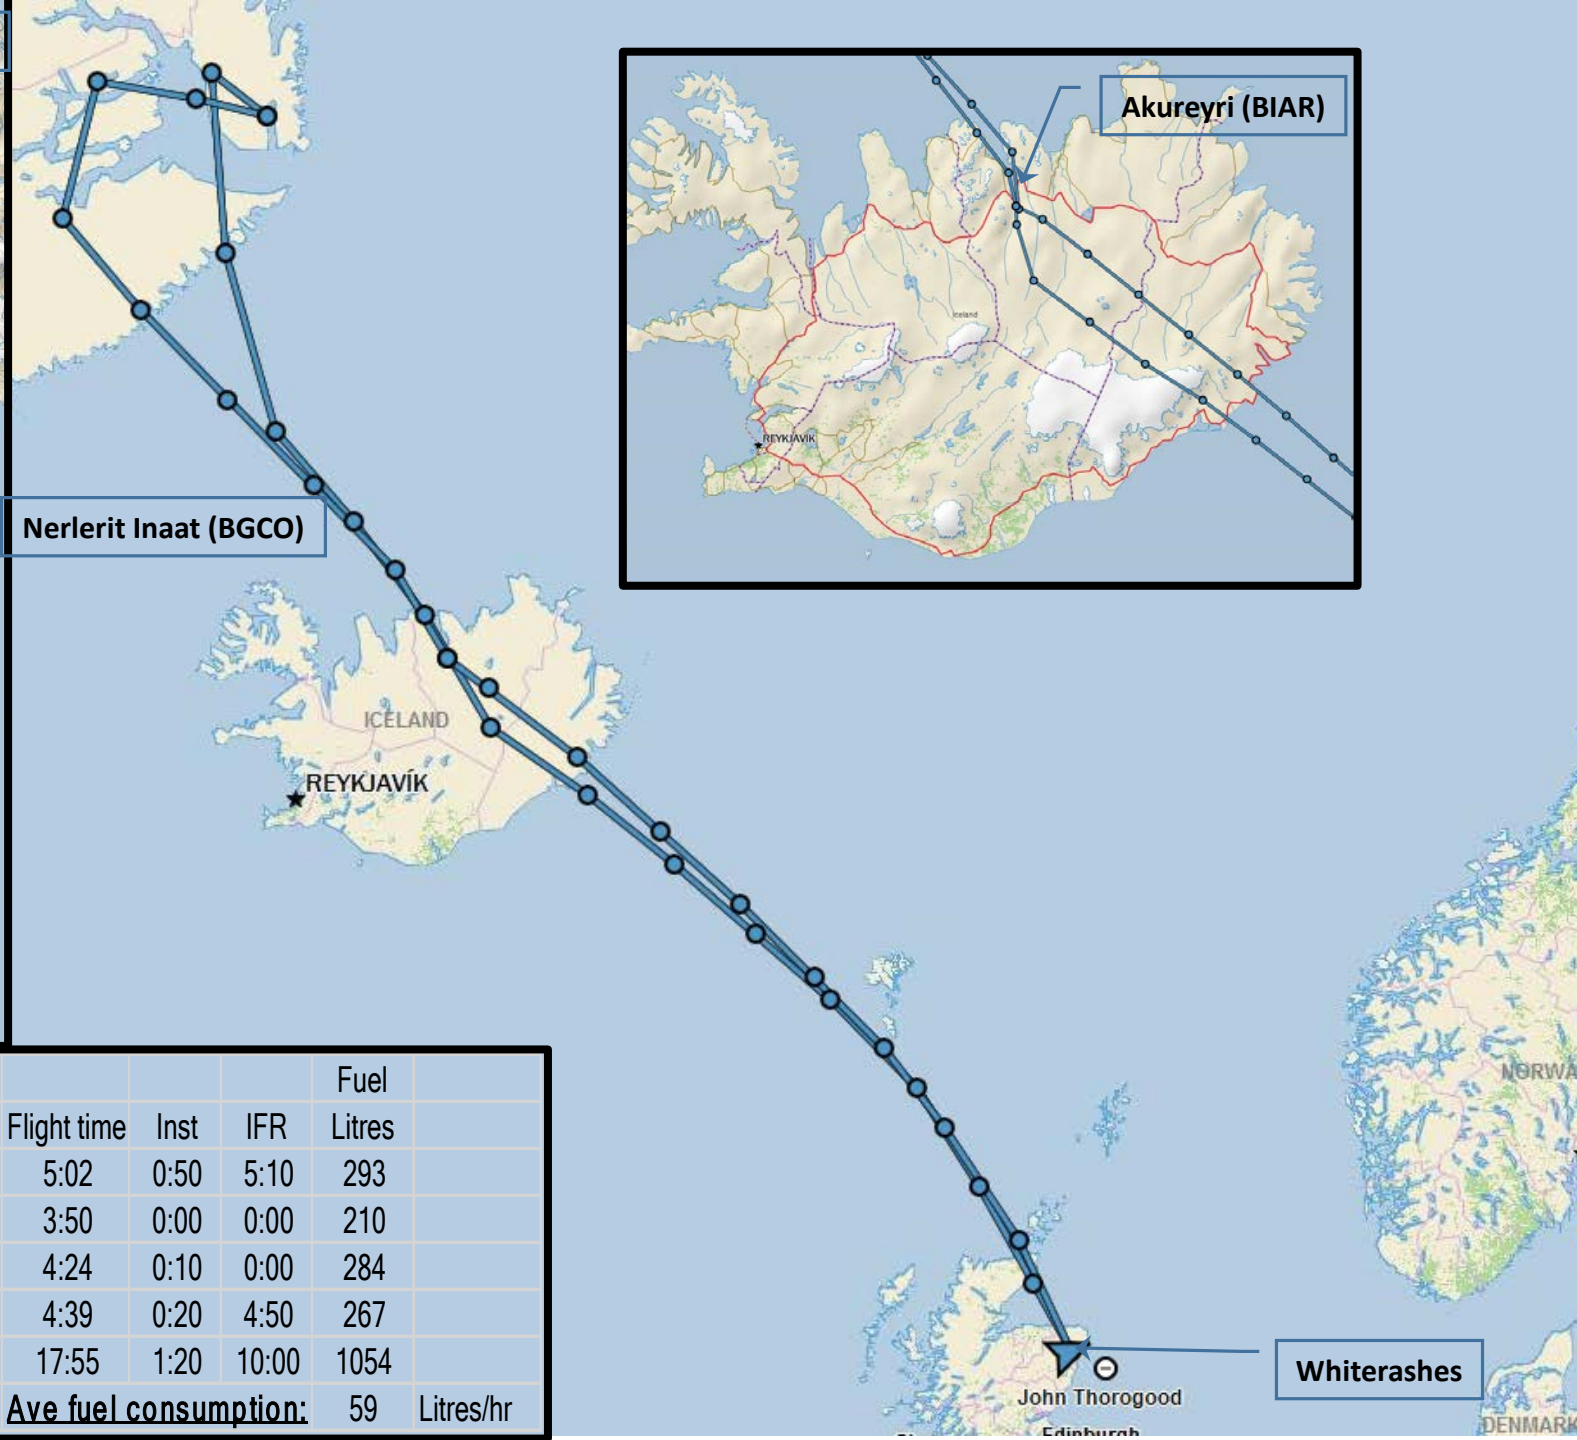 Akureyri (BIAR)
Iceland
REYKJAVIK
Nerlerit Inaat (BGCO)
ICELAND
REYKJAVÍK
NORWA
Fuel
Flight time Inst IFR Litres
5:02 0:50 5:10 293
3:50 0:00 0:00 210
4:24 0:10 0:00 284
4:39 0:20 4:50 267
17:55 1:20 10:00 1054
Ave fuel consumption: 59 Litres/hr
Whiterashes
John Thorogood
Edinburgh
DENMARK